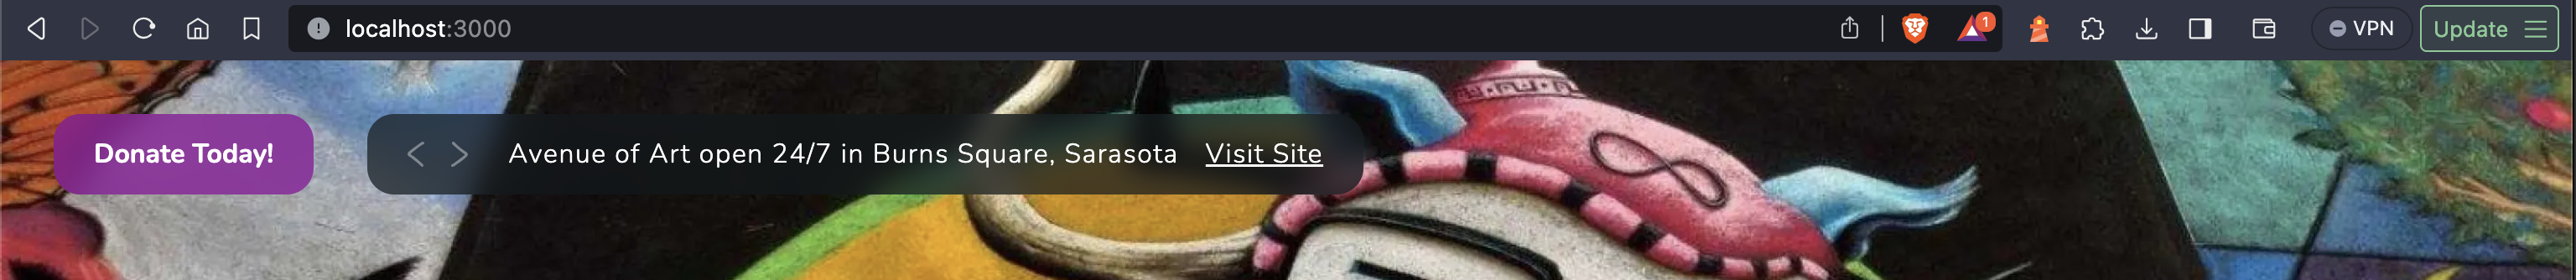 localhost:3000
1
VPN
Update
Donate Today!
< > Avenue of Art open 24/7 in Burns Square, Sarasota Visit Site